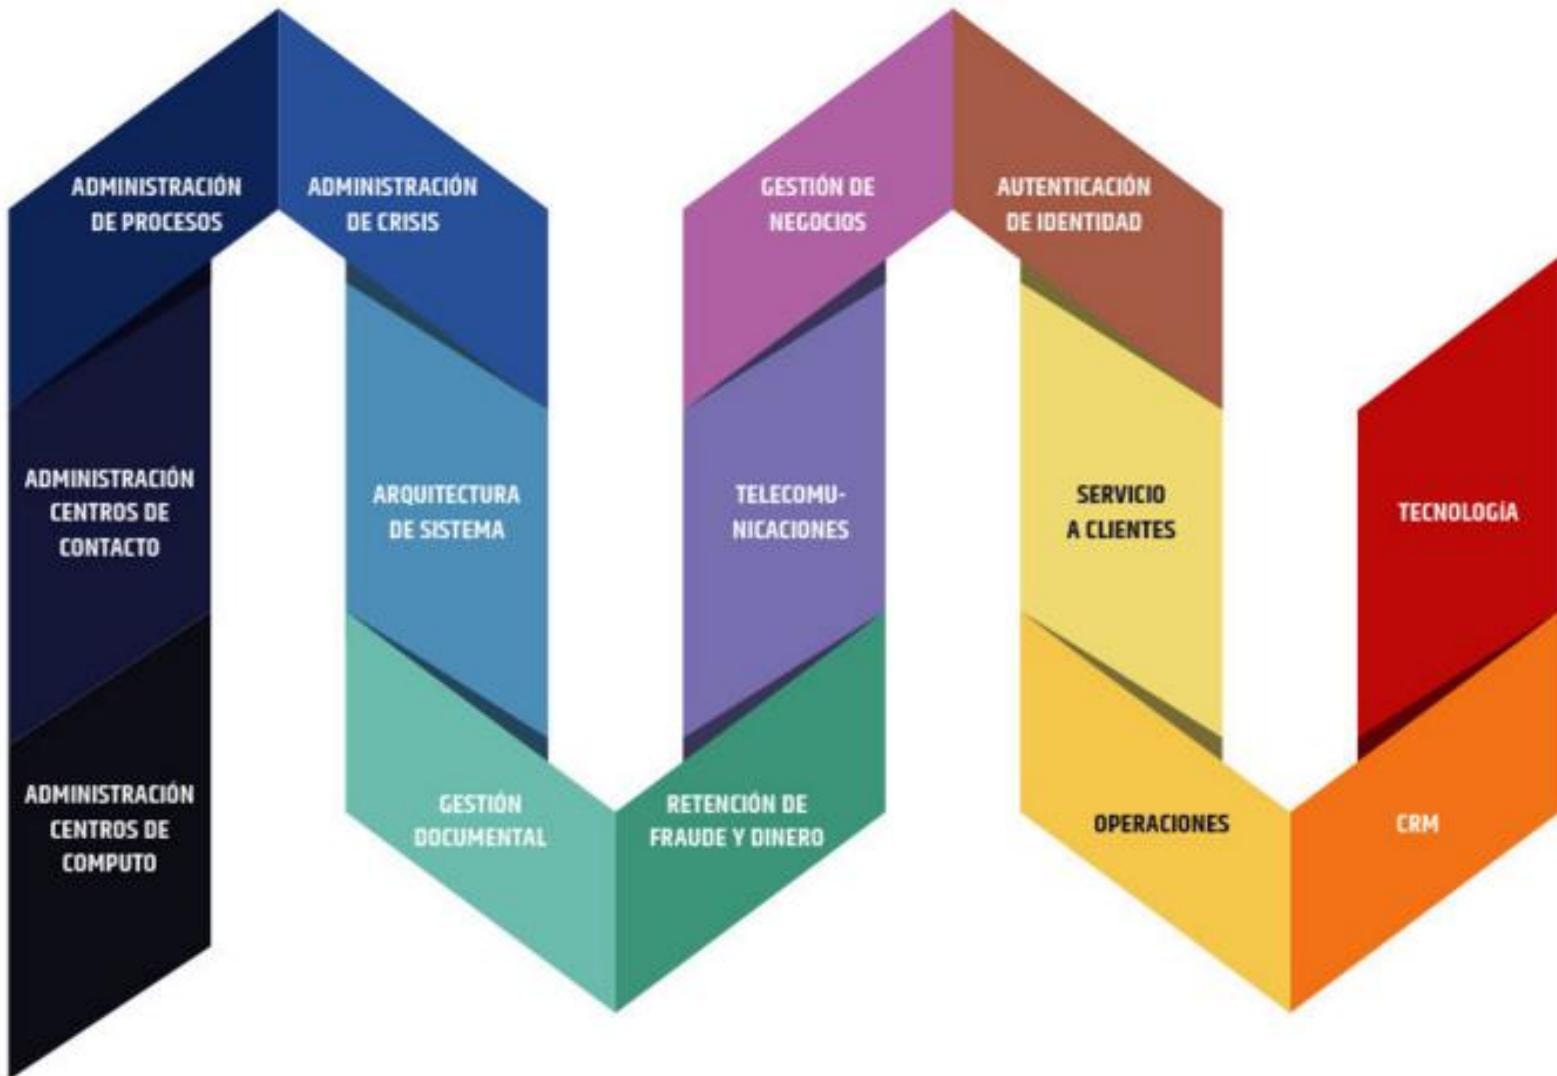 ADMINISTRACIÓN
DE PROCESOS
ADMINISTRACIÓN
DE CRISIS
GESTIÓN DE
NEGOCIOS
AUTENTICACIÓN
DE IDENTIDAD
ADMINISTRACIÓN
CENTROS DE
CONTACTO
ARQUITECTURA
DE SISTEMA
TELECOMU-
NICACIONES
SERVICIO
A CLIENTES
TECNOLOGÍA
ADMINISTRACIÓN
CENTROS DE
COMPUTO
GESTIÓN
DOCUMENTAL
RETENCIÓN DE
FRAUDE Y DINERO
OPERACIONES
CRM